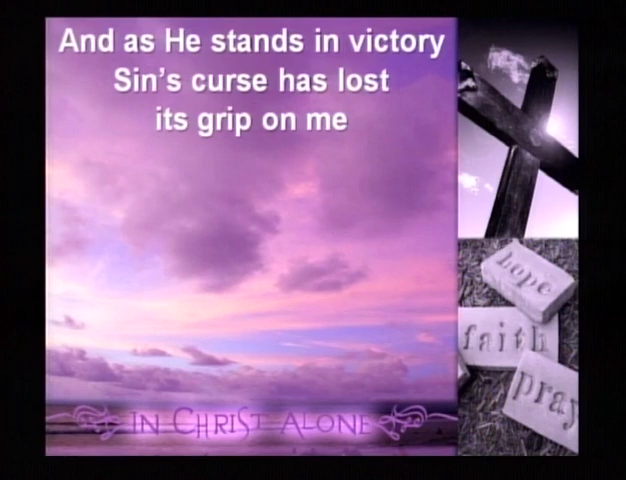 And as He stands in victory
Sin's curse has lost
its grip on me
IN CHRIST ALONE
hope
faith
pray